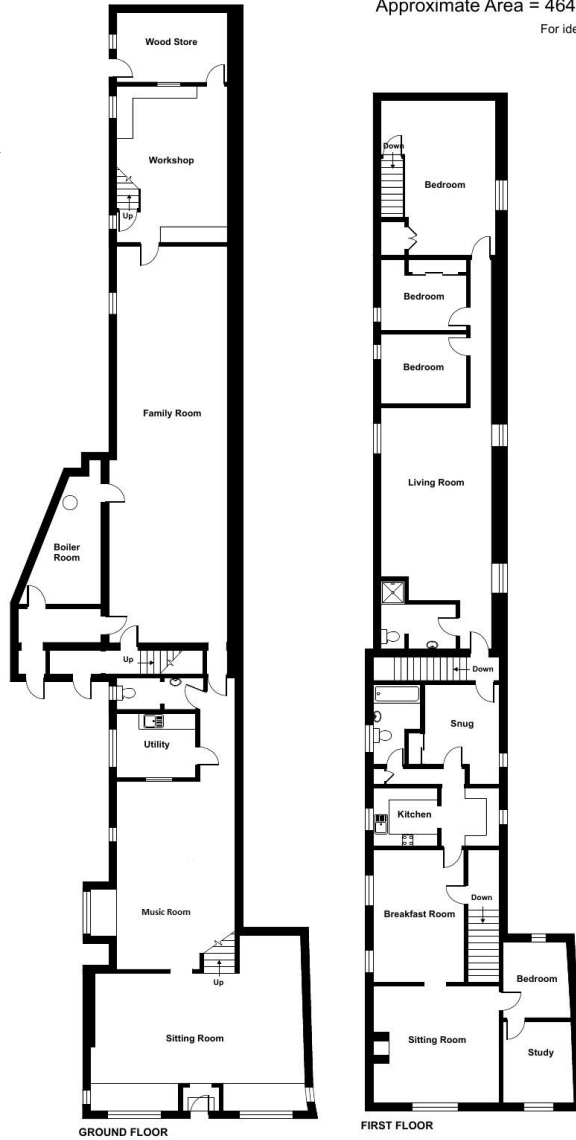 Approximate Area = 464
For ide
Wood Store
Workshop
Up
Family Room
Boiler
Room
Up
Utility
Music Room
Up
Sitting Room
GROUND FLOOR
Down
Bedroom
Bedroom
Bedroom
Living Room
Down
Snug
Kitchen
Breakfast Room
Down
Bedroom
Sitting Room
Study
FIRST FLOOR